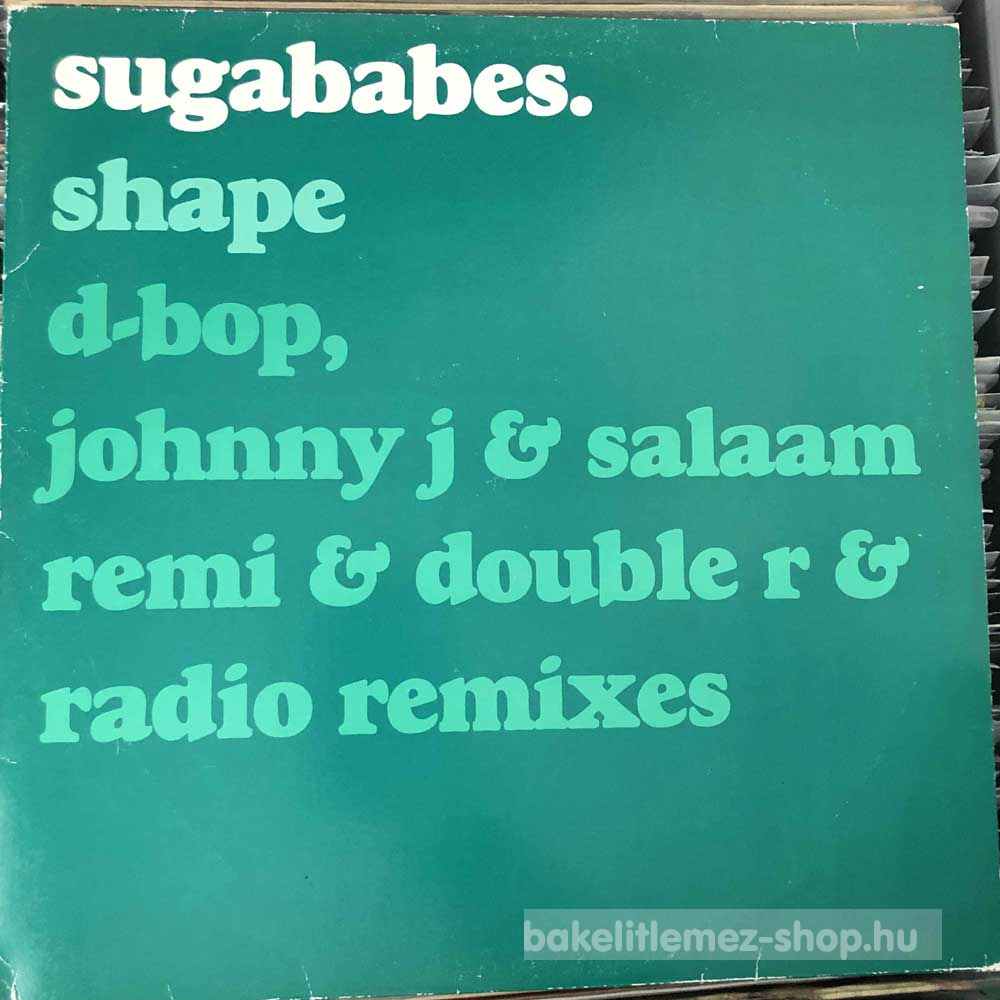 sugababes.
shape
d-bop,
johnny j & salaam
remi & double r &
radio remixes
bakelitlemez-shop.hu